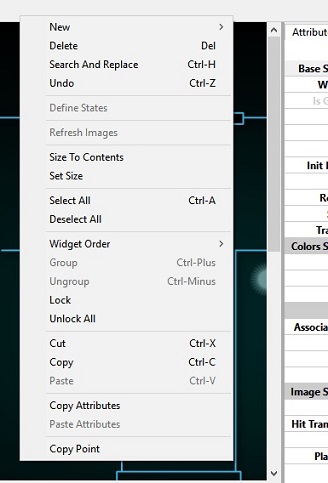 New
Delete Del
Search And Replace Ctrl-H
Undo Ctrl-Z
Define States
Refresh Images
Size To Contents
Set Size
Select All Ctrl-A
Deselect All
Widget Order
Group Ctrl-Plus
Ungroup Ctrl-Minus
Lock
Unlock All
Cut Ctrl-X
Copy Ctrl-C
Paste Ctrl-V
Copy Attributes
Paste Attributes
Copy Point
Attribut
Base S
W
Is G
Init
Tra
Colors S
Associa
Image S
Hit Tran
Pla